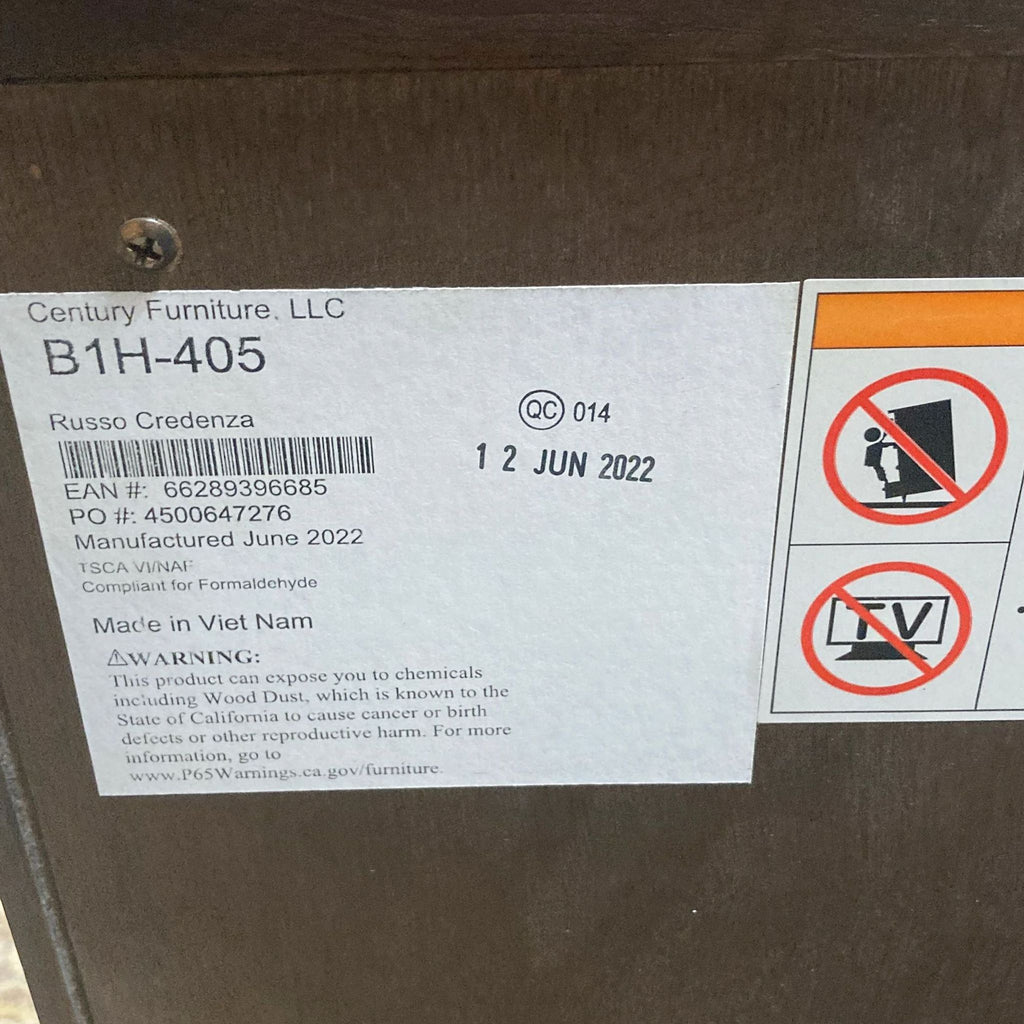 Century Furniture, LLC
B1H-405
Russo Credenza
QC 014
12 JUN 2022
EAN #: 66289396685
PO #: 4500647276
Manufactured June 2022
TSCA VI/NAF
Compliant for Formaldehyde
Made in Viet Nam
⚠WARNING:
This product can expose you to chemicals
including Wood Dust, which is known to the
State of California to cause cancer or birth
defects or other reproductive harm. For more
information, go to
www.P65Warnings.ca.gov/furniture.
TV